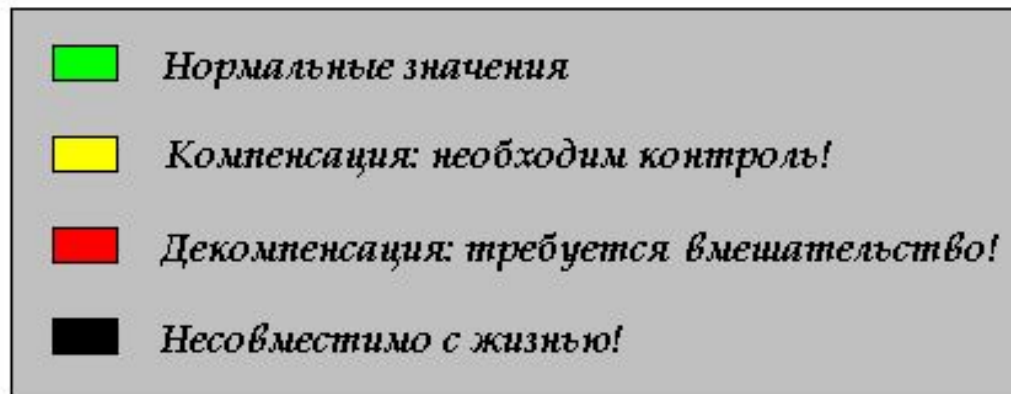 Нормальные значения
Компенсация: необходим контроль!
Декомпенсация: требуется вмешательство!
Несовместимо с жизнью!